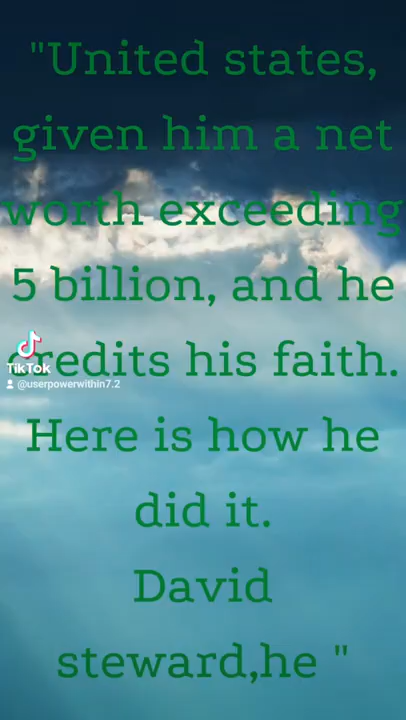 "United states,
given him a net
worth exceeding
5 billion, and he
credits his faith.
Here is how he
did it.
David
steward,he "
TikTok
@userpowerwithin7.2